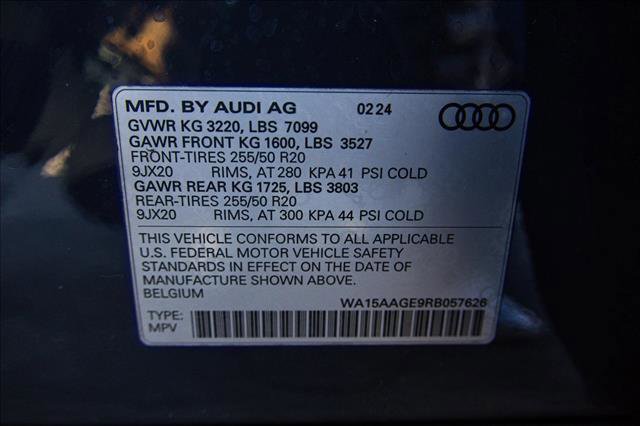 MFD. BY AUDI AG 02 24
GVWR KG 3220, LBS 7099
GAWR FRONT KG 1600, LBS 3527
FRONT-TIRES 255/50 R20
9JX20 RIMS, AT 280 KPA 41 PSI COLD
GAWR REAR KG 1725, LBS 3803
REAR-TIRES 255/50 R20
9JX20 RIMS, AT 300 KPA 44 PSI COLD
THIS VEHICLE CONFORMS TO ALL APPLICABLE
U.S. FEDERAL MOTOR VEHICLE SAFETY
STANDARDS IN EFFECT ON THE DATE OF
MANUFACTURE SHOWN ABOVE.
BELGIUM WA15AAGE9RB057626
TYPE:
MPV